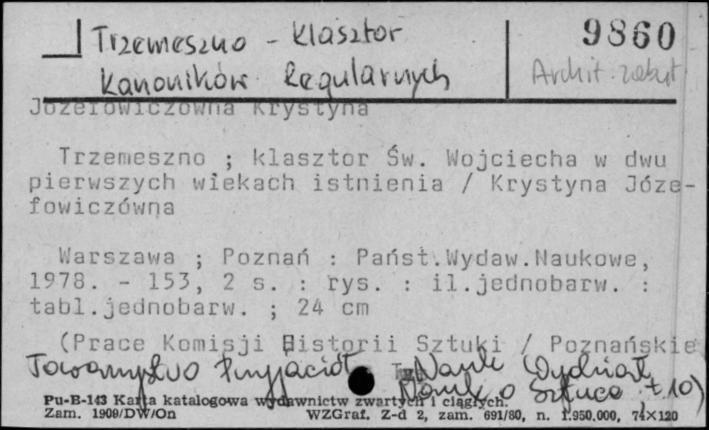 Trzemeszno - klasztor
9860
Kanoników Regularnych
Archit. zabyt
Józefowiczówna Krystyna
Trzemeszno ; klasztor Św. Wojciecha w dwu
pierwszych wiekach istnienia / Krystyna Józe-
fowiczówna
Warszawa ; Poznań : Państ.Wydaw.Naukowe,
1978. - 153, 2 s. : rys. : il.jednobarw. :
tabl.jednobarw. ; 24 cm
(Prace Komisji Historii Sztuki / Poznańskie
Towarzystwo Przyjaciół Nauk Wydział
Nauk o Sztuce t.10)
Pu-B-143 Karta katalogowa wydawnictw zwartych i ciągłych.
Zam. 1909/DW/On WZGraf. Z-d 2, zam. 691/80, n. 1.950.000, 74×120